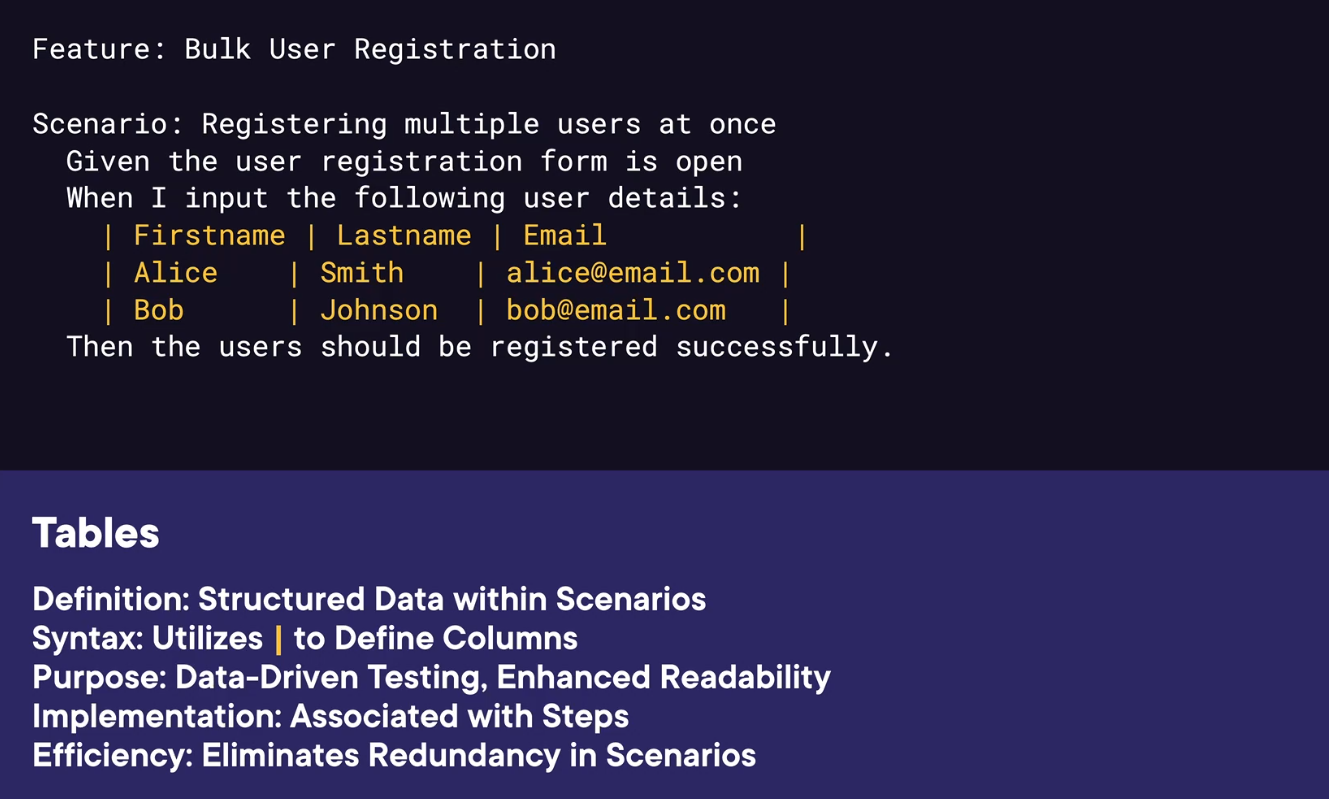 Feature: Bulk User Registration
Scenario: Registering multiple users at once
Given the user registration form is open
When I input the following user details:
| Firstname | Lastname | Email |
| Alice | Smith | alice@email.com |
| Bob | Johnson | bob@email.com |
Then the users should be registered successfully.
Tables
Definition: Structured Data within Scenarios
Syntax: Utilizes | to Define Columns
Purpose: Data-Driven Testing, Enhanced Readability
Implementation: Associated with Steps
Efficiency: Eliminates Redundancy in Scenarios